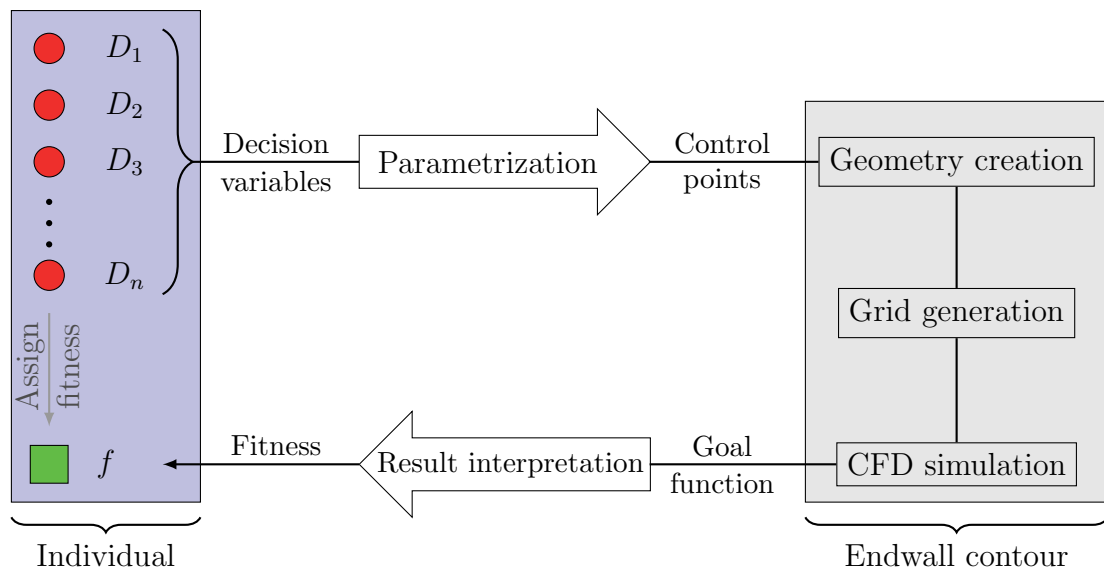 D₁
D₂
D₃
Dₙ
Assign
fitness
f
Individual
Decision
variables
Parametrization
Control
points
Geometry creation
Grid generation
CFD simulation
Goal
function
Result interpretation
Fitness
Endwall contour